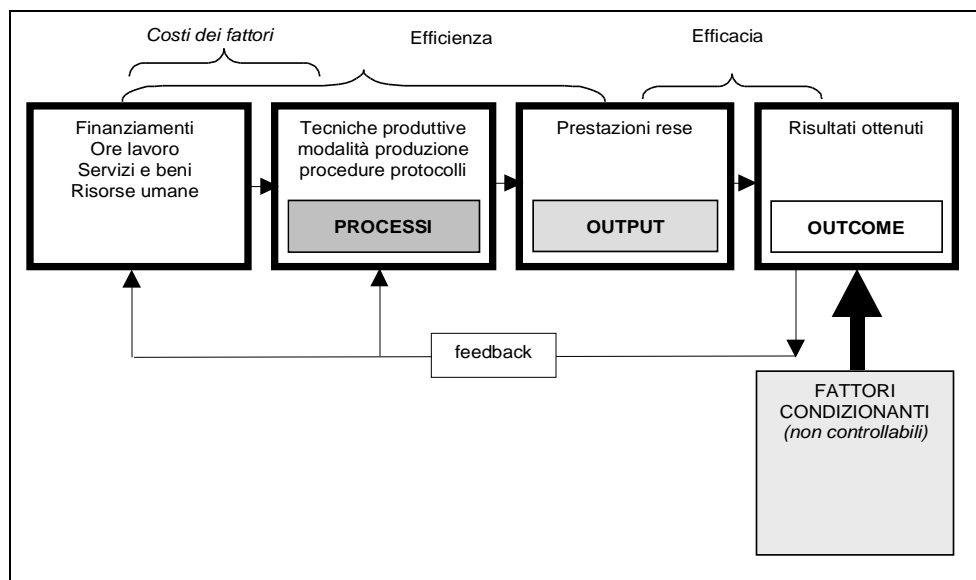 Costi dei fattori
Efficienza
Efficacia
Finanziamenti
Ore lavoro
Servizi e beni
Risorse umane
Tecniche produttive
modalità produzione
procedure protocolli
PROCESSI
Prestazioni rese
OUTPUT
Risultati ottenuti
OUTCOME
feedback
FATTORI
CONDIZIONANTI
(non controllabili)